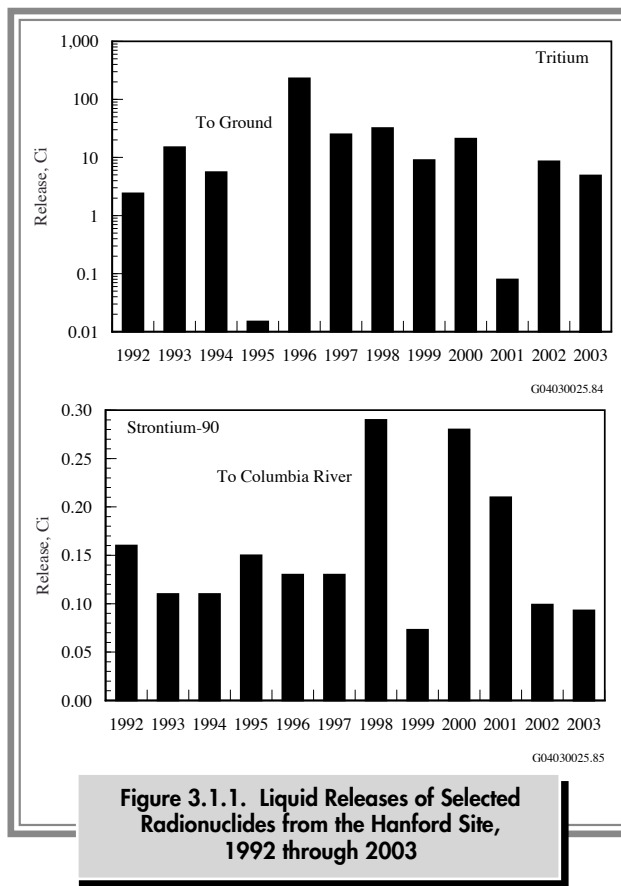 1,000
100
10
1
0.1
0.01
Release, Ci
Tritium
To Ground
1992 1993 1994 1995 1996 1997 1998 1999 2000 2001 2002 2003
G04030025.84
0.30
0.25
0.20
0.15
0.10
0.05
0.00
Release, Ci
Strontium-90
To Columbia River
1992 1993 1994 1995 1996 1997 1998 1999 2000 2001 2002 2003
G04030025.85
Figure 3.1.1. Liquid Releases of Selected
Radionuclides from the Hanford Site,
1992 through 2003